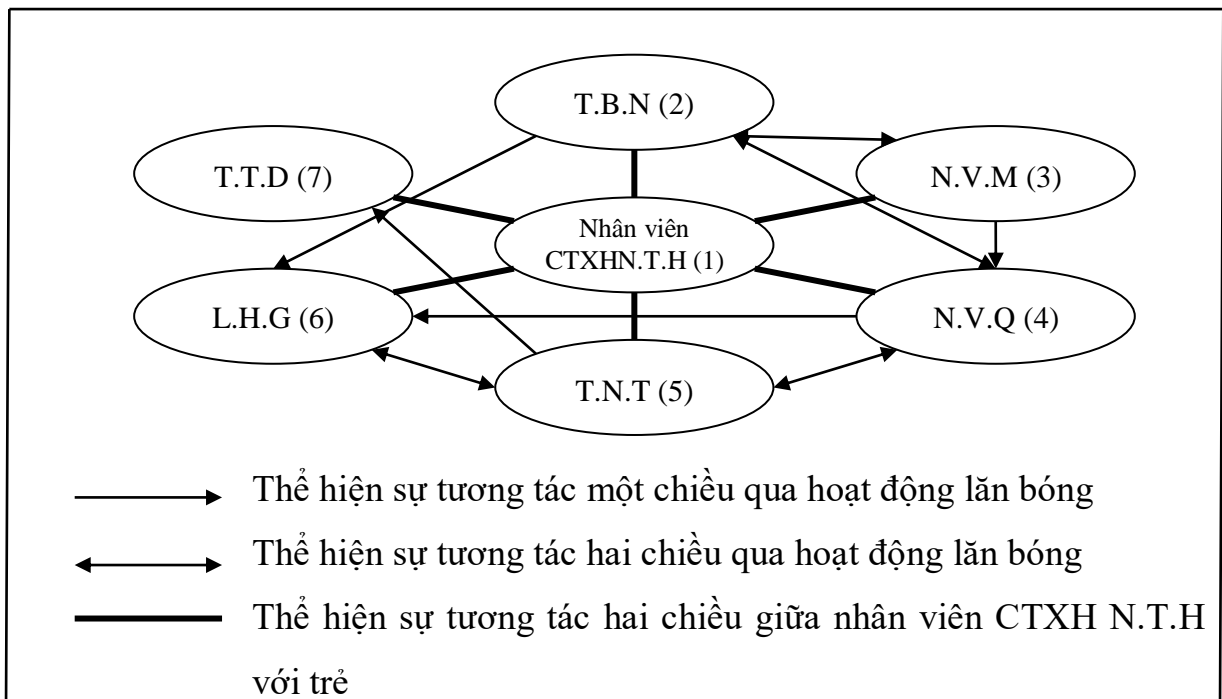 T.B.N (2)
T.T.D (7)
N.V.M (3)
Nhân viên
CTXHN.T.H (1)
L.H.G (6)
N.V.Q (4)
T.N.T (5)
Thể hiện sự tương tác một chiều qua hoạt động lăn bóng
Thể hiện sự tương tác hai chiều qua hoạt động lăn bóng
Thể hiện sự tương tác hai chiều giữa nhân viên CTXH N.T.H
với trẻ